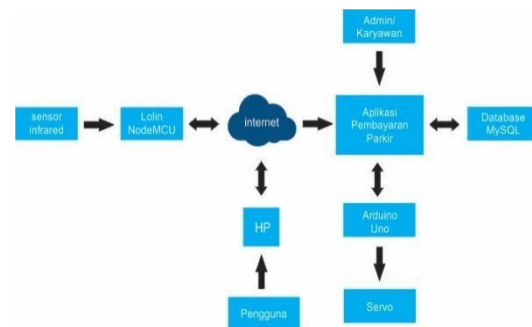 Admin/
Karyawan
sensor
infrared
Lolin
NodeMCU
internet
Aplikasi
Pembayaran
Parkir
Database
MySQL
HP
Arduino
Uno
Pengguna
Servo